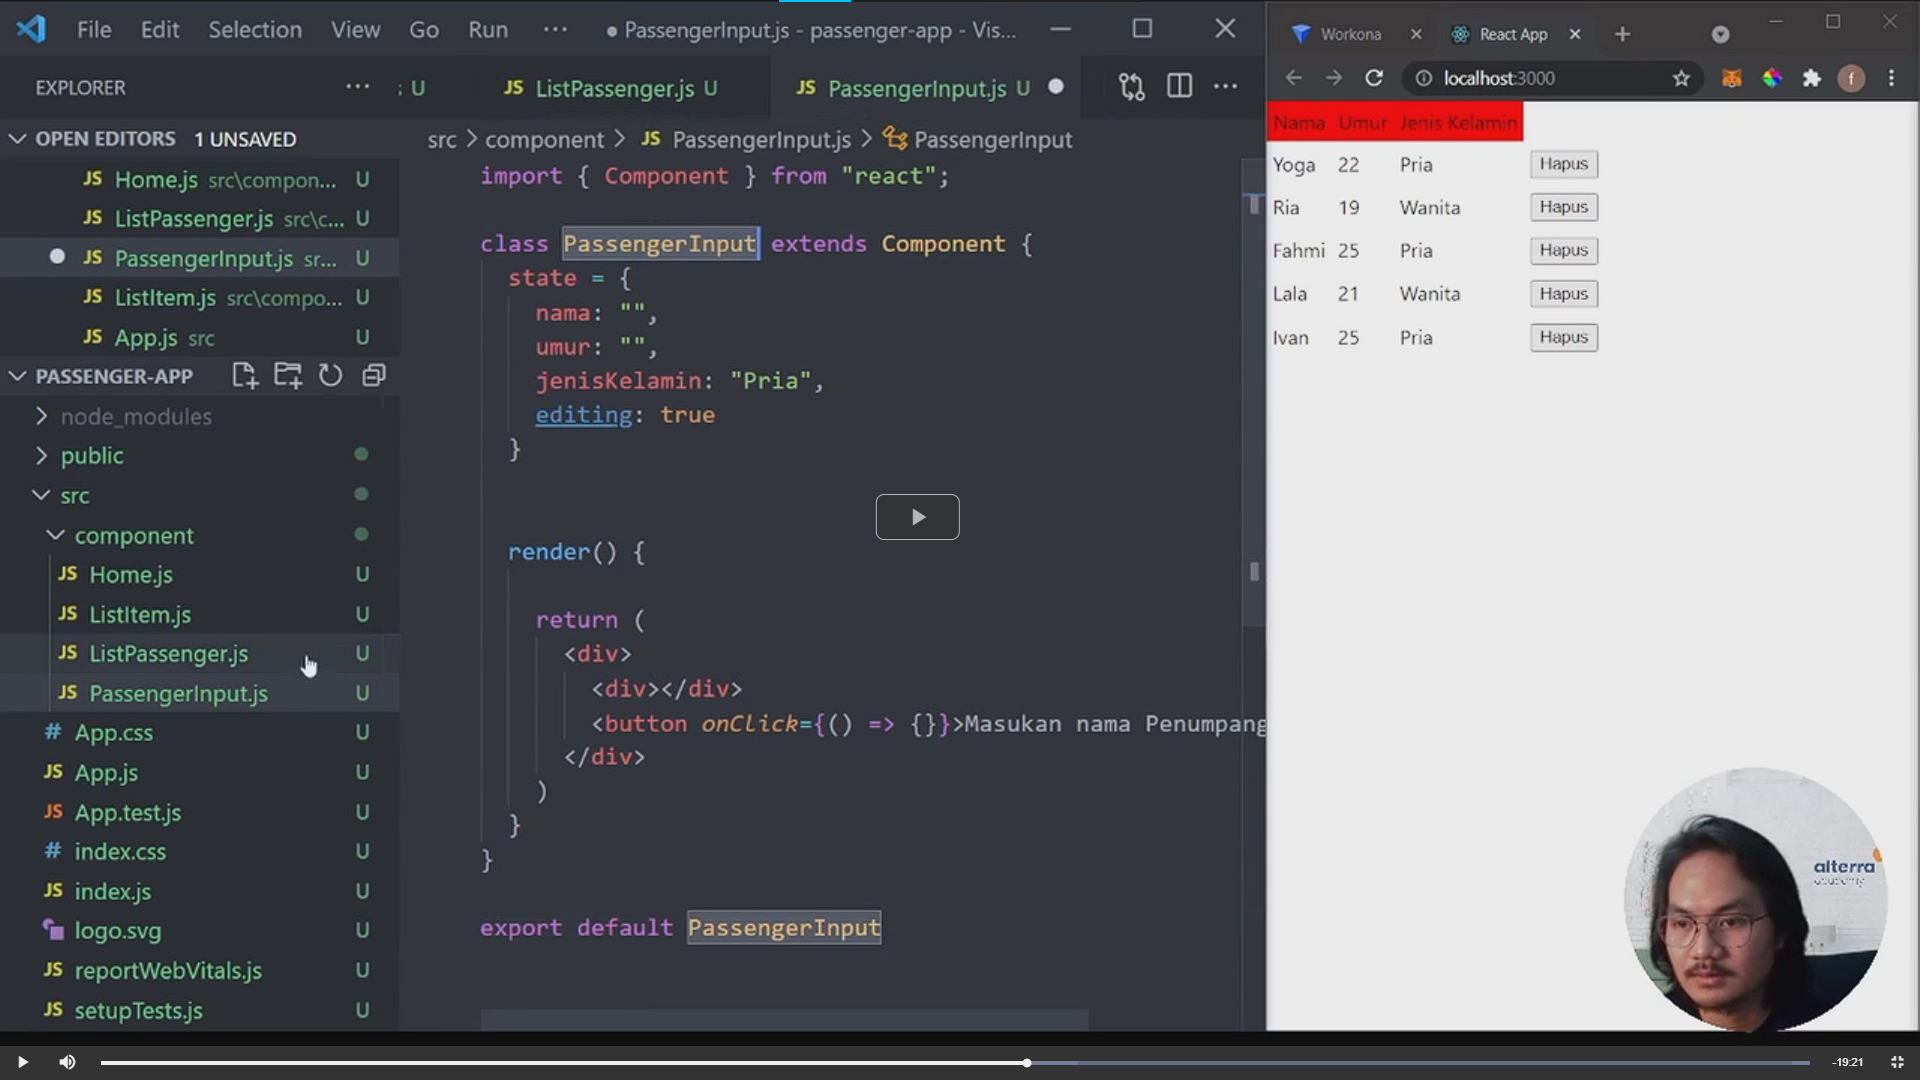 File Edit Selection View Go Run ··· ● PassengerInput.js - passenger-app - Vis...
EXPLORER ··· ; U JS ListPassenger.js U JS PassengerInput.js U ●
OPEN EDITORS 1 UNSAVED
JS Home.js src\compon... U
JS ListPassenger.js src\c... U
JS PassengerInput.js sr... U
JS ListItem.js src\compo... U
JS App.js src U
PASSENGER-APP
node_modules
public
src
component
JS Home.js U
JS ListItem.js U
JS ListPassenger.js U
JS PassengerInput.js U
# App.css U
JS App.js U
JS App.test.js U
# index.css U
JS index.js U
logo.svg U
JS reportWebVitals.js U
JS setupTests.js U
src > component > JS PassengerInput.js > PassengerInput
import { Component } from "react";
class PassengerInput extends Component {
state = {
nama: "",
umur: "",
jenisKelamin: "Pria",
editing: true
}
render() {
return (
<div>
<div></div>
<button onClick={() => {}}>Masukan nama Penumpang
</div>
)
}
}
export default PassengerInput
Workona React App
localhost:3000 f
Nama Umur Jenis Kelamin
Yoga 22 Pria Hapus
Ria 19 Wanita Hapus
Fahmi 25 Pria Hapus
Lala 21 Wanita Hapus
Ivan 25 Pria Hapus
alterra
academy
-19:21